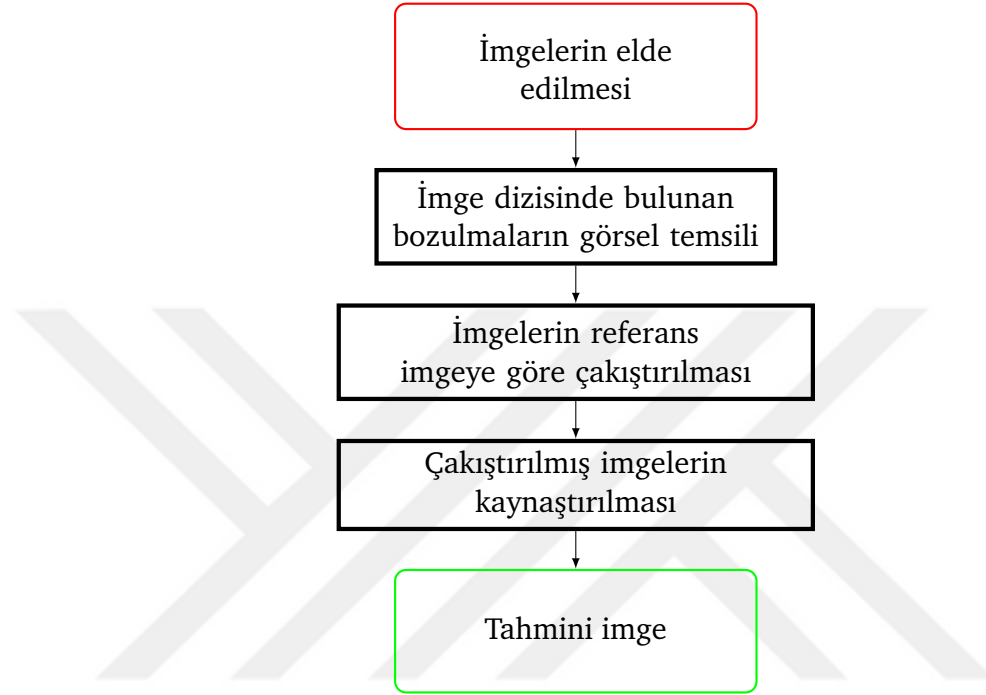 İmgelerin elde
edilmesi
İmge dizisinde bulunan
bozulmaların görsel temsili
İmgelerin referans
imgeye göre çakıştırılması
Çakıştırılmış imgelerin
kaynaştırılması
Tahmini imge